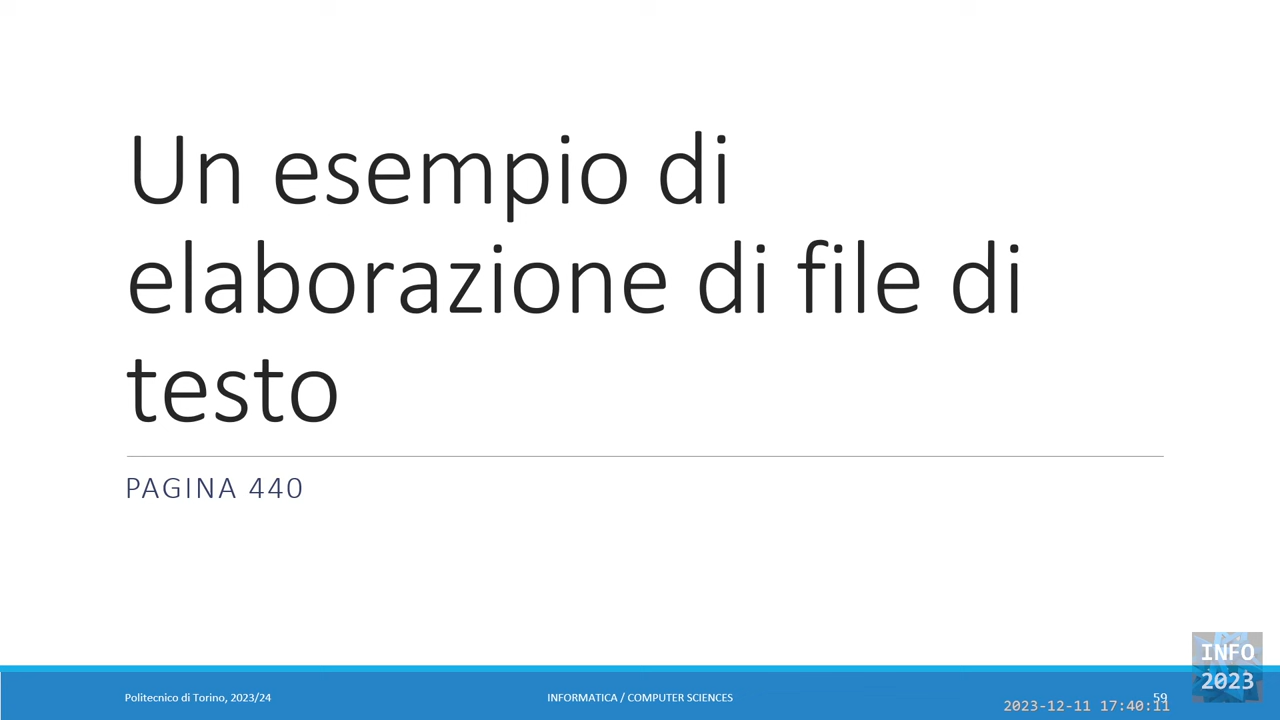 Un esempio di
elaborazione di file di
testo
PAGINA 440
INFO
2023
Politecnico di Torino, 2023/24
INFORMATICA / COMPUTER SCIENCES
59
2023-12-11 17:40:11